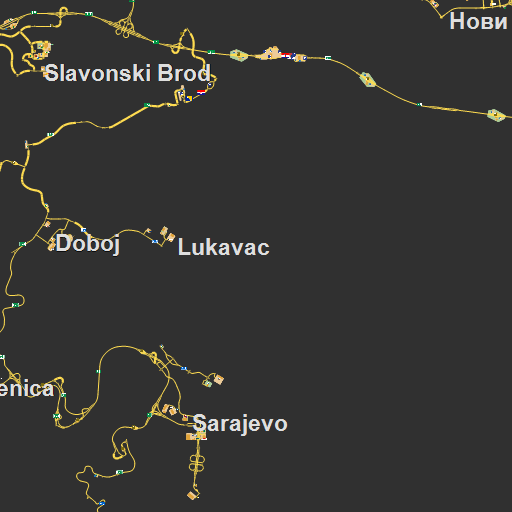 Нови
Slavonski Brod
Doboj
Lukavac
enica
Sarajevo